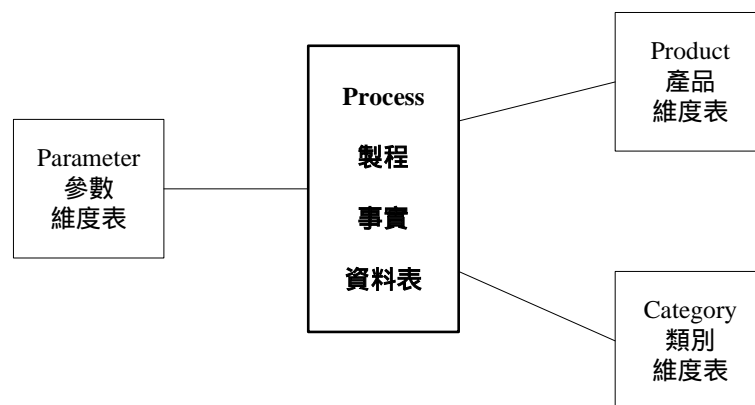 Parameter
參數
維度表
Process
製程
事實
資料表
Product
產品
維度表
Category
類別
維度表